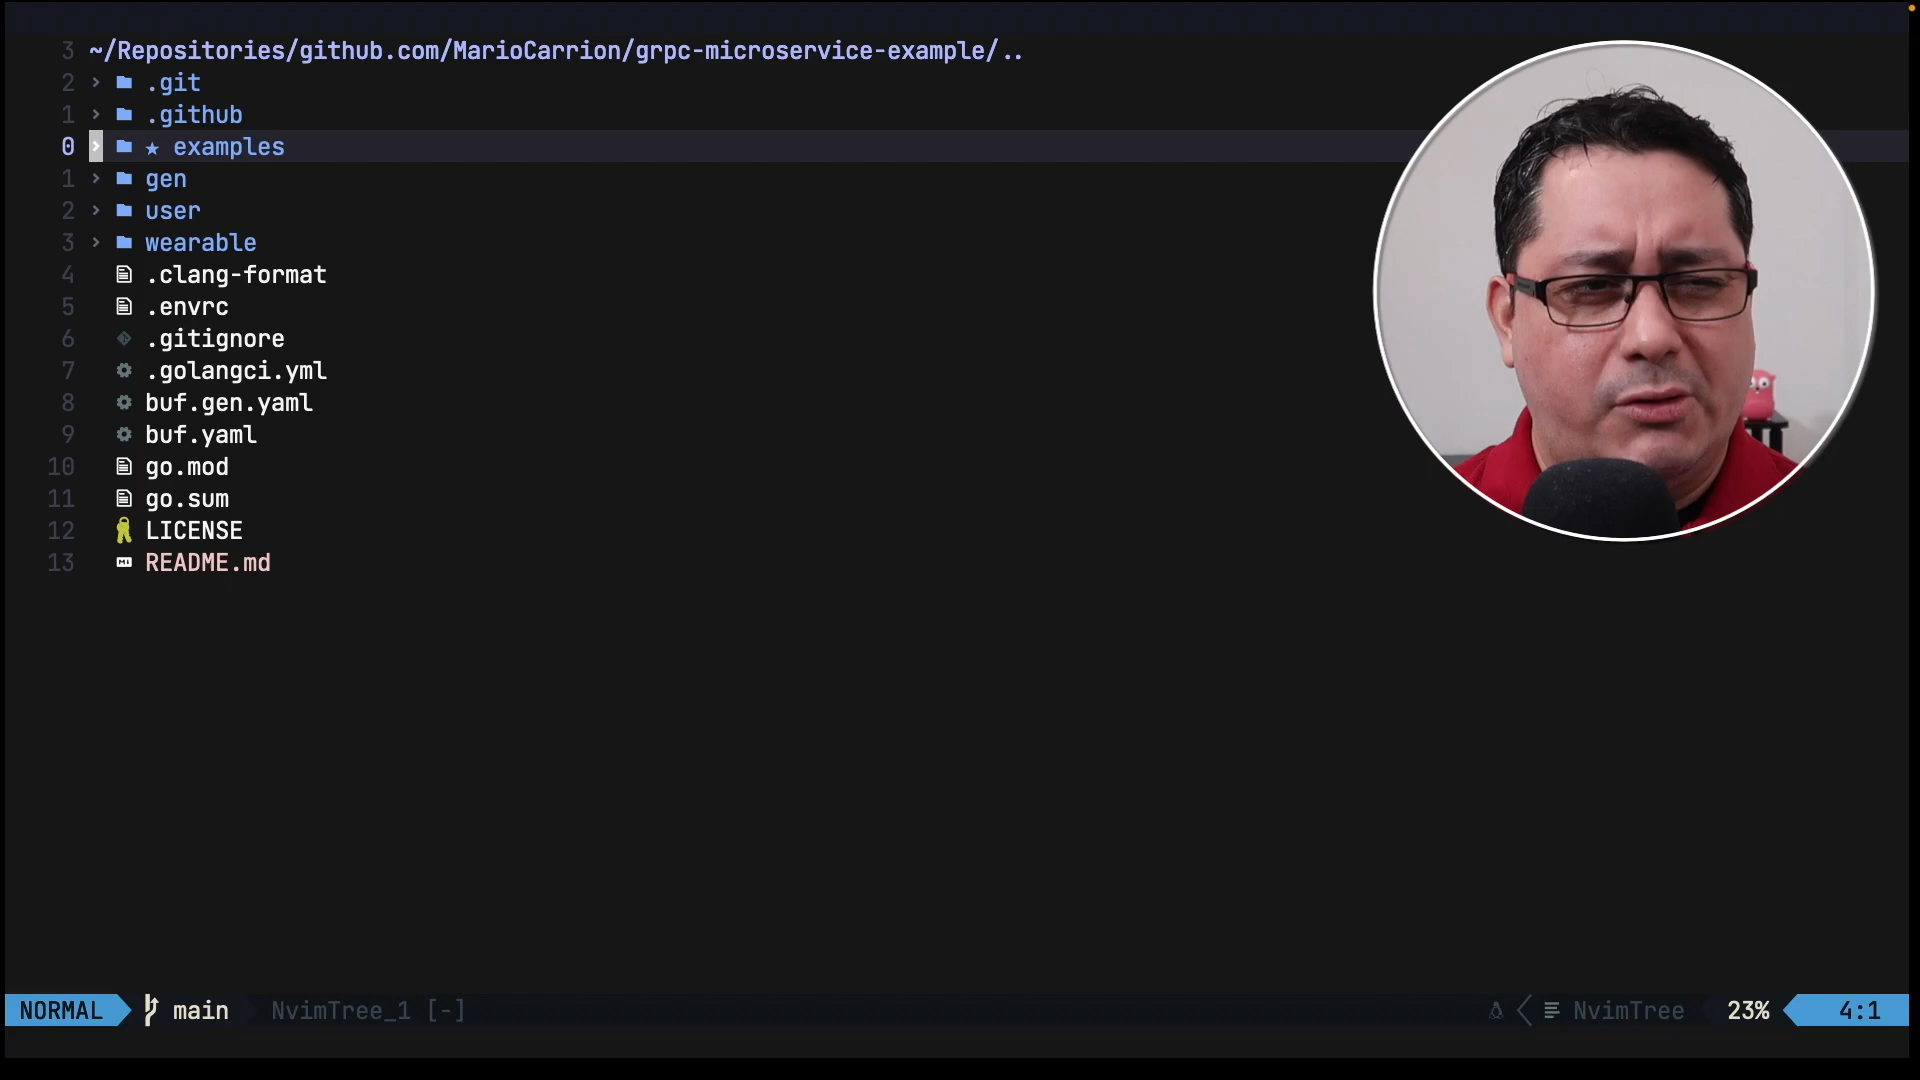 3 ~/Repositories/github.com/MarioCarrion/grpc-microservice-example/..
2 > .git
1 > .github
0 > ★ examples
1 > gen
2 > user
3 > wearable
4 .clang-format
5 .envrc
6 .gitignore
7 .golangci.yml
8 buf.gen.yaml
9 buf.yaml
10 go.mod
11 go.sum
12 LICENSE
13 README.md
NORMAL main NvimTree_1 [-] NvimTree 23% 4:1